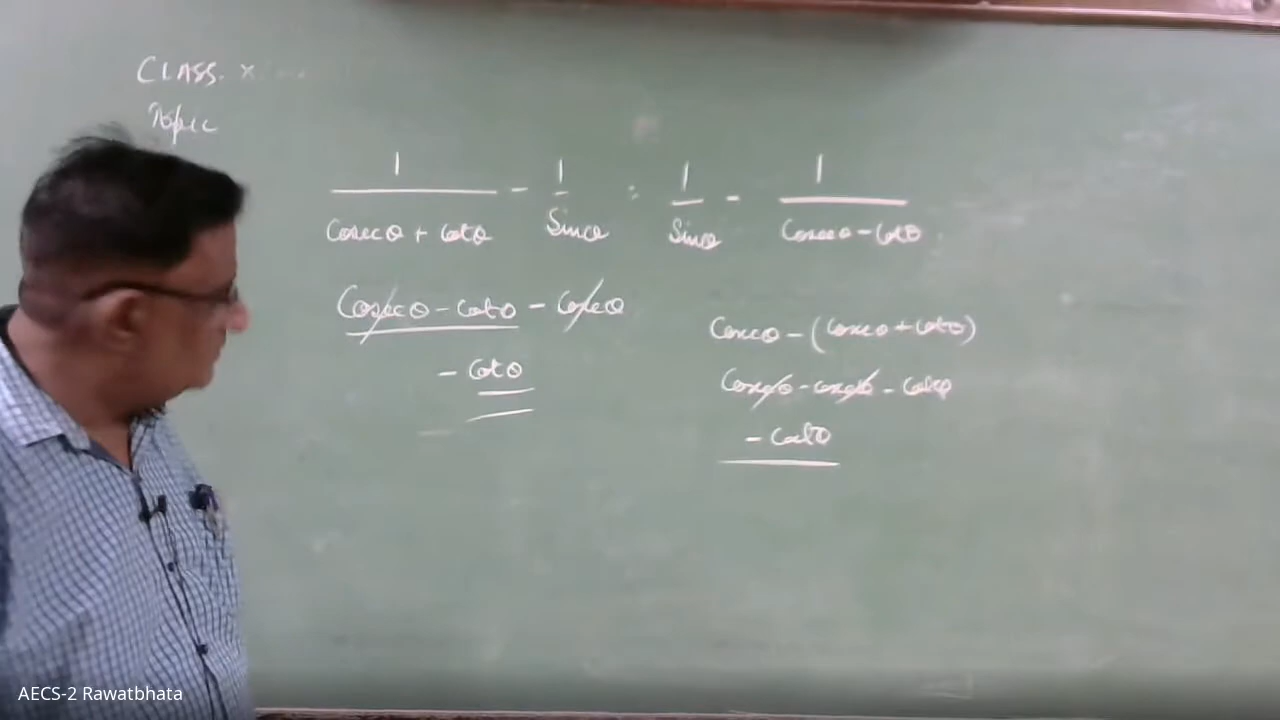 CLASS. X
Topic
1 / (Cosecθ + cotθ) - 1 / Sinθ : 1 / Sinθ - 1 / (Cosecθ - cotθ)
Cosecθ - cotθ - Cosecθ
- cotθ
Cosecθ - (cosecθ + cotθ)
Cosecθ - cosecθ - cotθ
- cotθ
AECS-2 Rawatbhata